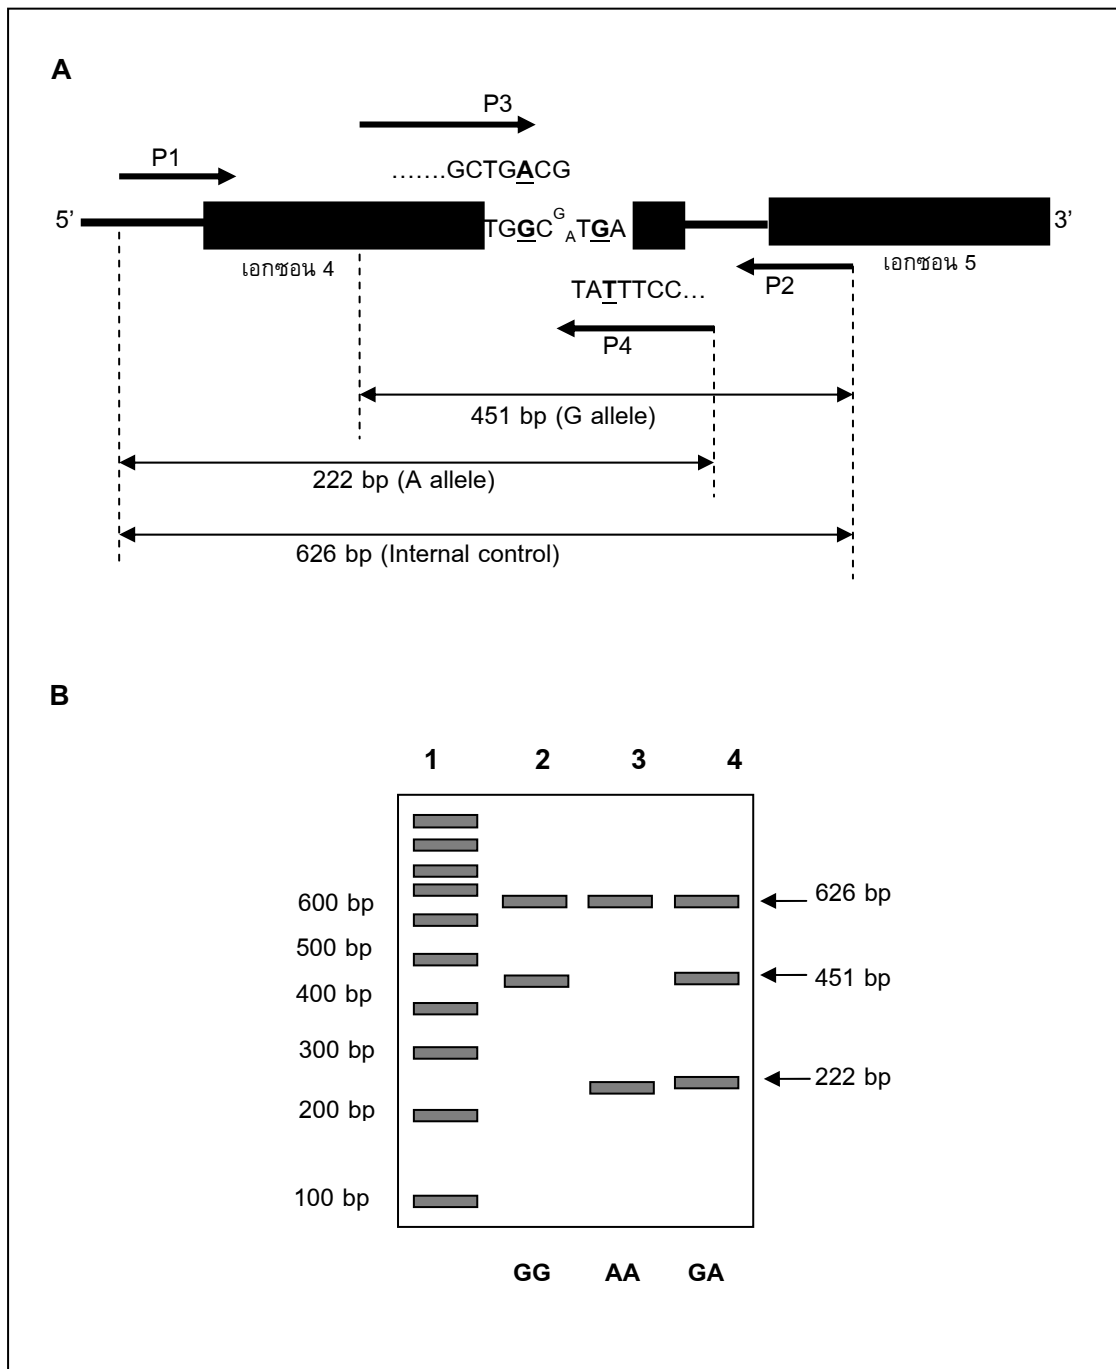 A
P3
P1
.......GCTGACG
5’ TGGCGATGA 3’
เอกซอน 4 เอกซอน 5
P2
TATTTCC...
P4
451 bp (G allele)
222 bp (A allele)
626 bp (Internal control)
B
1 2 3 4
600 bp 626 bp
500 bp
451 bp
400 bp
300 bp
222 bp
200 bp
100 bp
GG AA GA